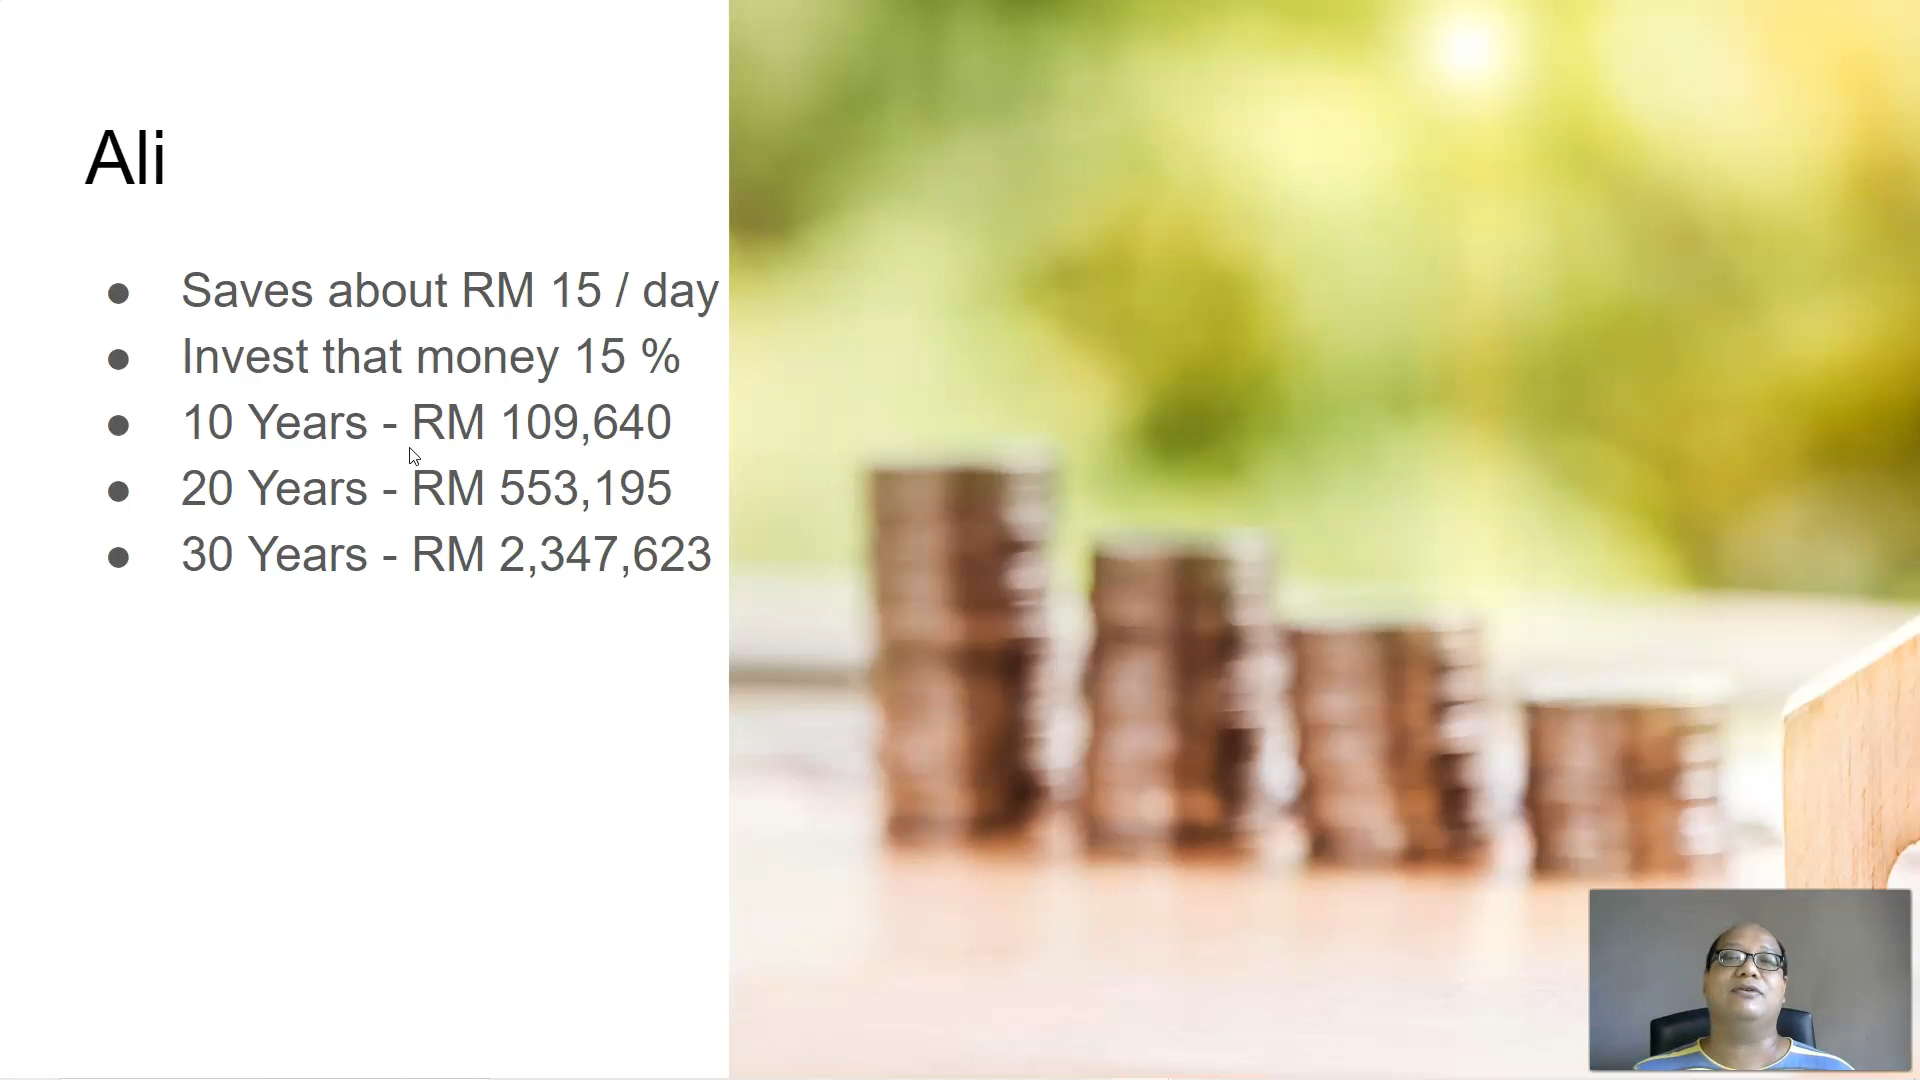 Ali
● Saves about RM 15 / day
● Invest that money 15 %
● 10 Years - RM 109,640
● 20 Years - RM 553,195
● 30 Years - RM 2,347,623